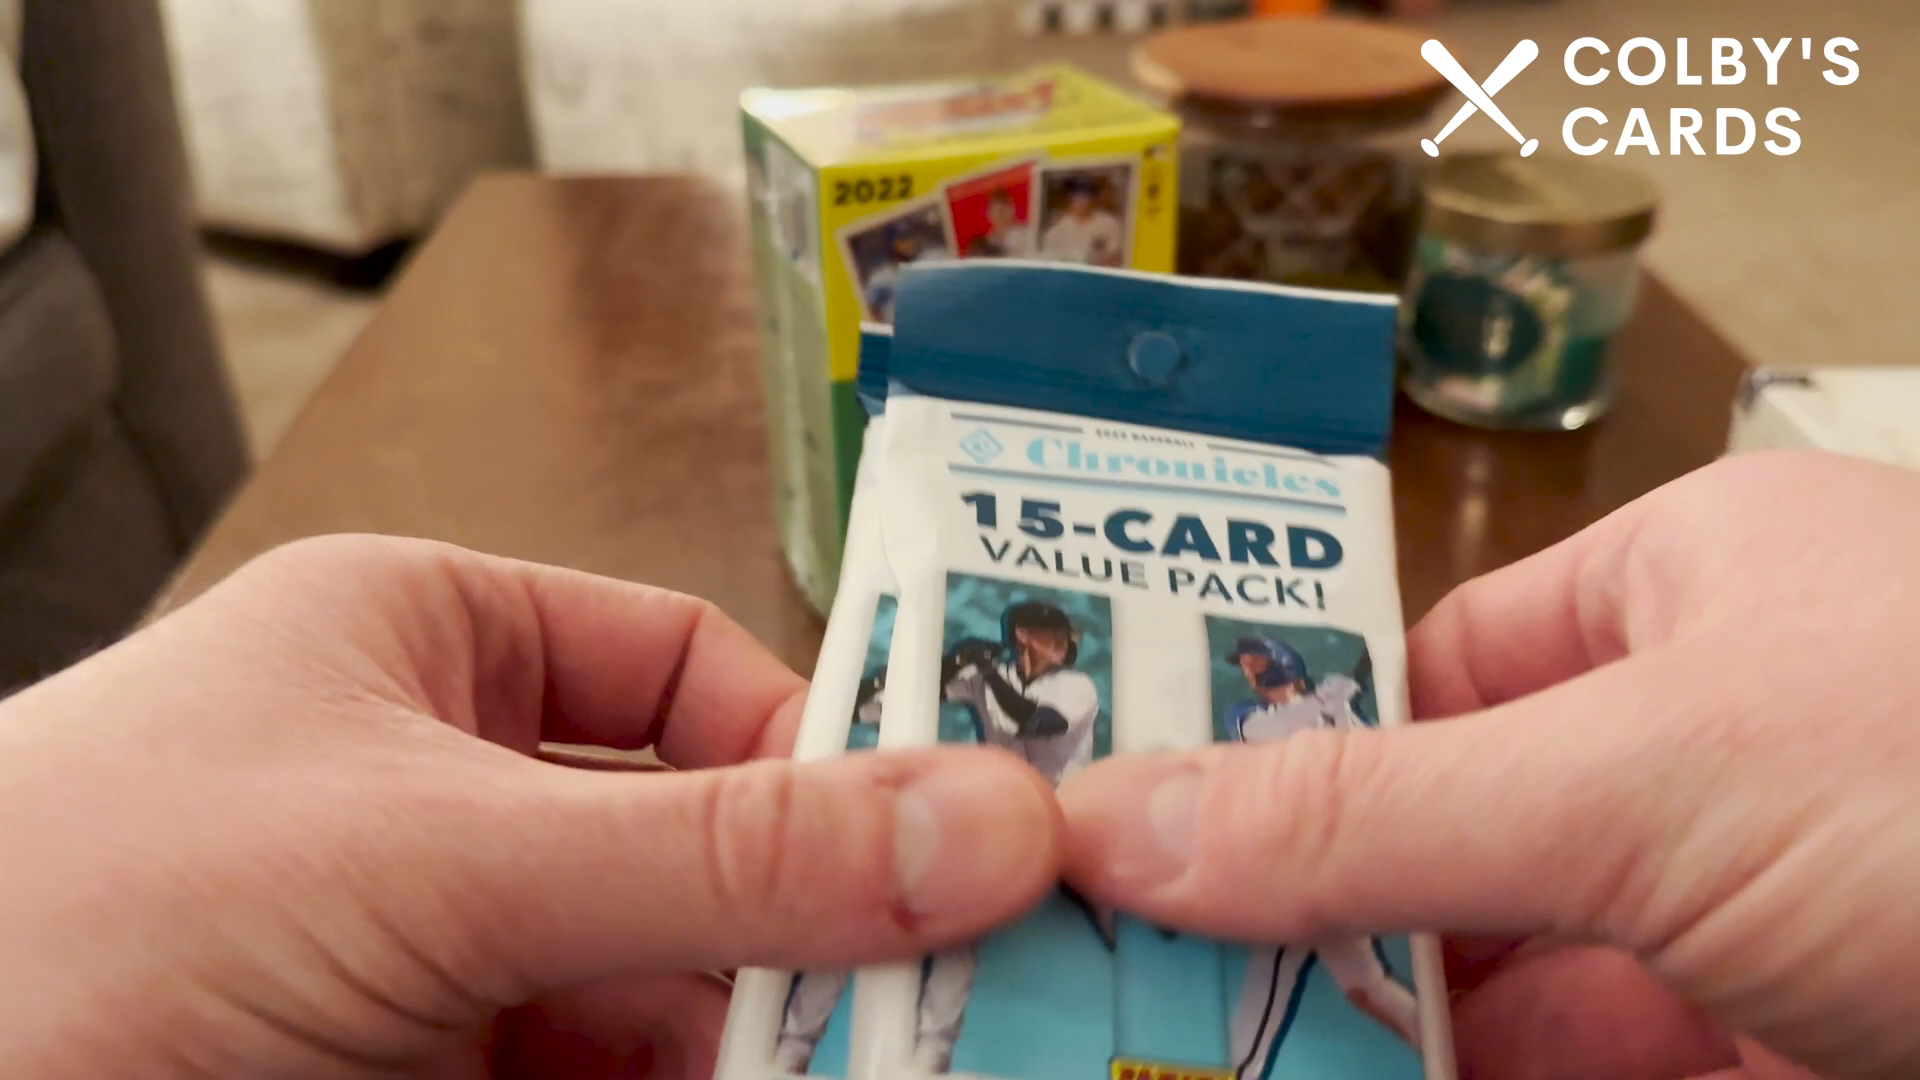 COLBY'S
CARDS
2022
Chronicles
15-CARD
VALUE PACK!